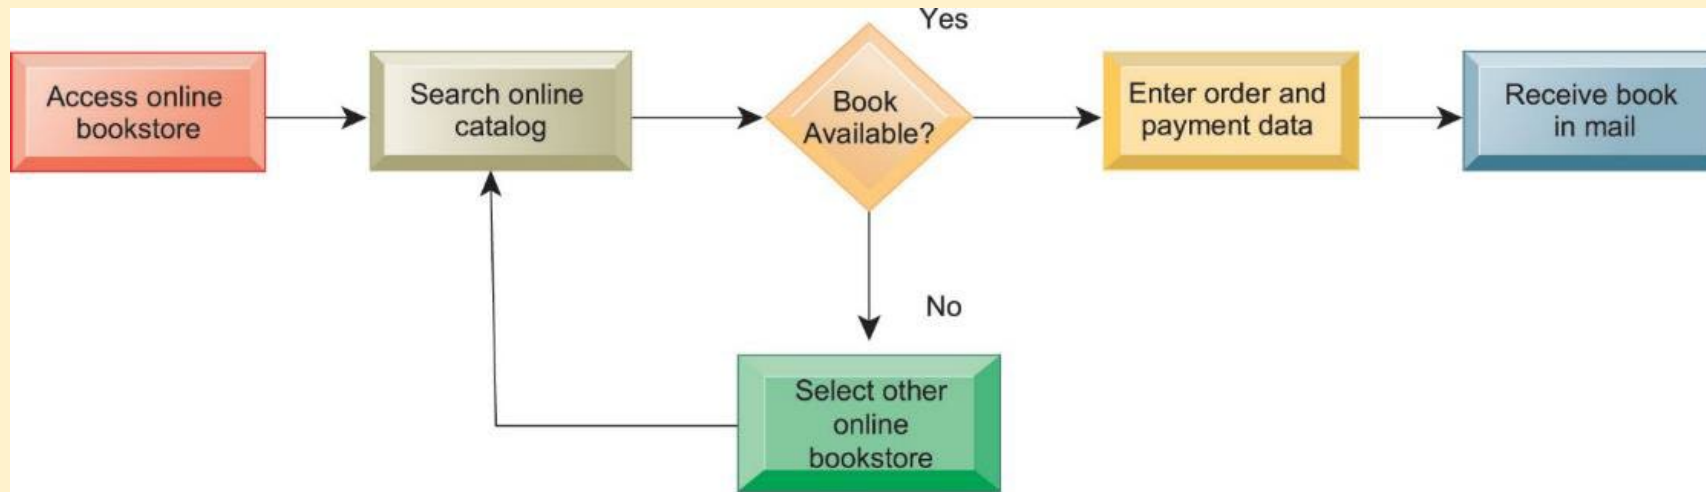 Access online
bookstore
Search online
catalog
Book
Available?
Yes
Enter order and
payment data
Receive book
in mail
No
Select other
online
bookstore